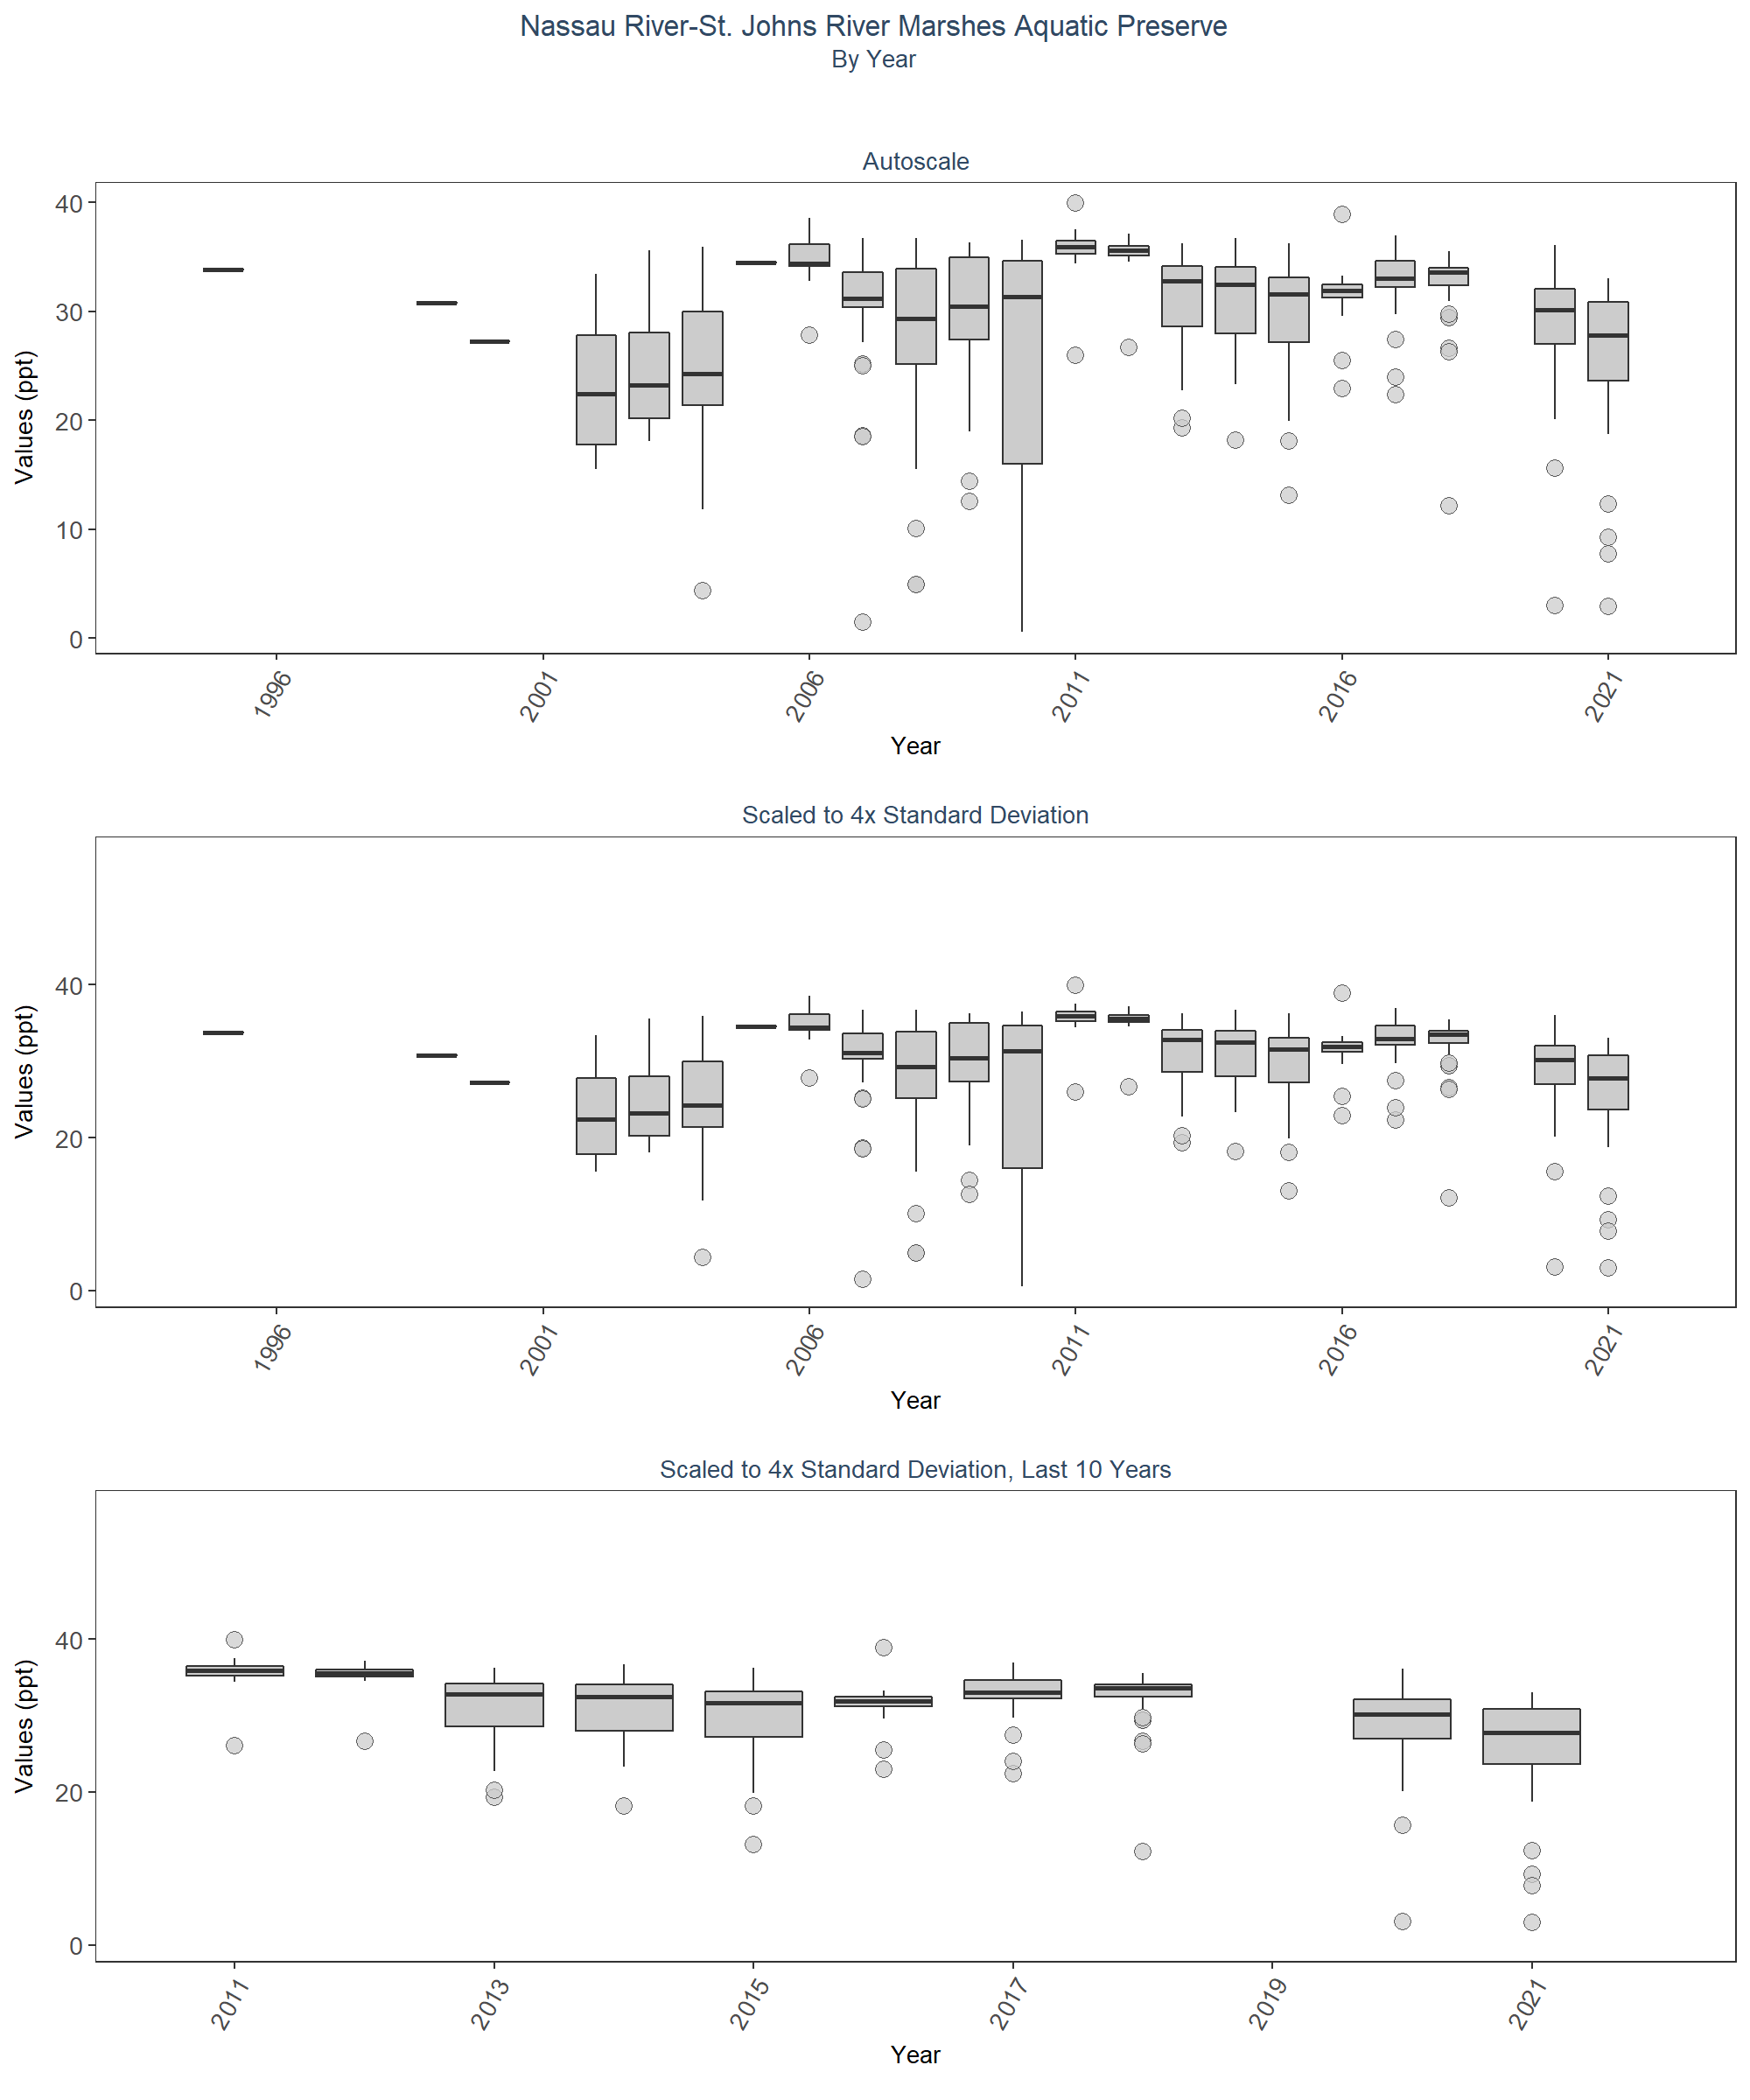 Nassau River-St. Johns River Marshes Aquatic Preserve
By Year
Autoscale
Values (ppt)
40
30
20
10
0
1996 2001 2006 2011 2016 2021
Year
Scaled to 4x Standard Deviation
Values (ppt)
40
20
0
1996 2001 2006 2011 2016 2021
Year
Scaled to 4x Standard Deviation, Last 10 Years
Values (ppt)
40
20
0
2011 2013 2015 2017 2019 2021
Year